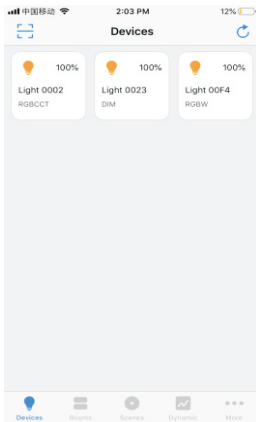 中国移动 2:03 PM 12%
Devices
100% 100% 100%
Light 0002 Light 0023 Light 00F4
RGBCCT DIM RGBW
Devices Rooms Scenes Dynamic More